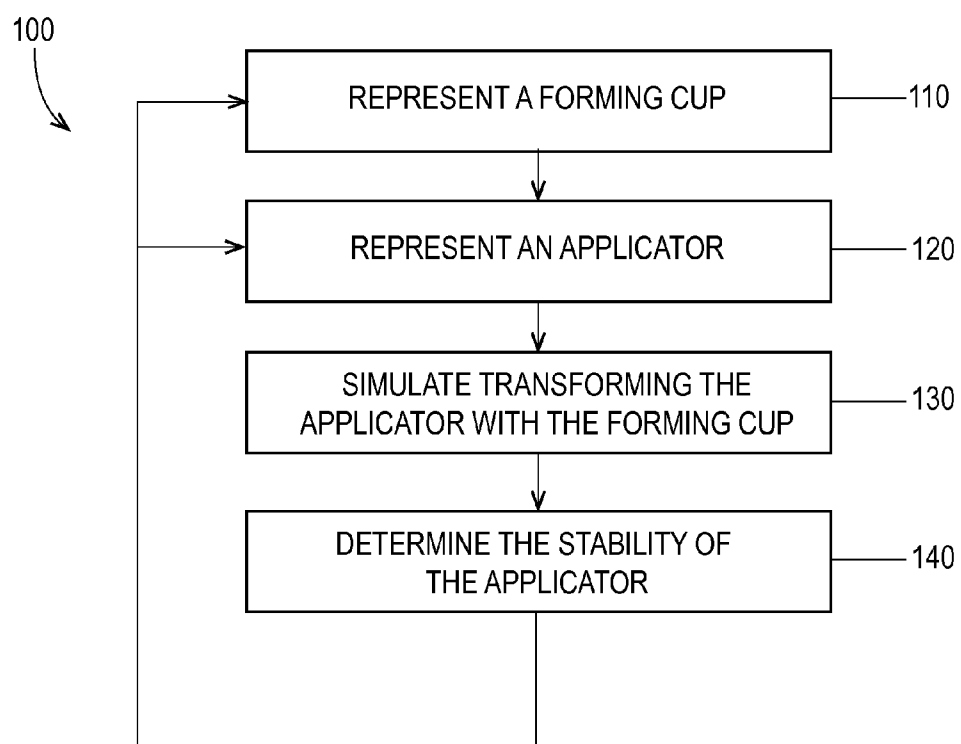 100
REPRESENT A FORMING CUP
110
REPRESENT AN APPLICATOR
120
SIMULATE TRANSFORMING THE
APPLICATOR WITH THE FORMING CUP
130
DETERMINE THE STABILITY OF
THE APPLICATOR
140